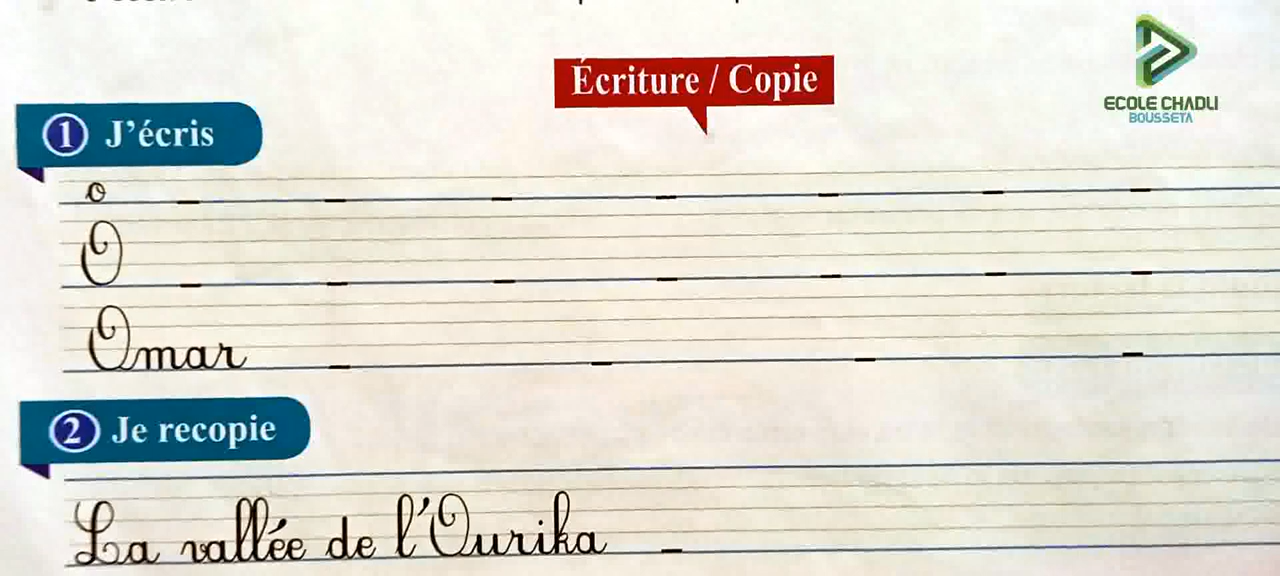 Écriture / Copie
ECOLE CHADLI
BOUSSETA
1 J'écris
o
O
Omar
2 Je recopie
La vallée de l'Ourika